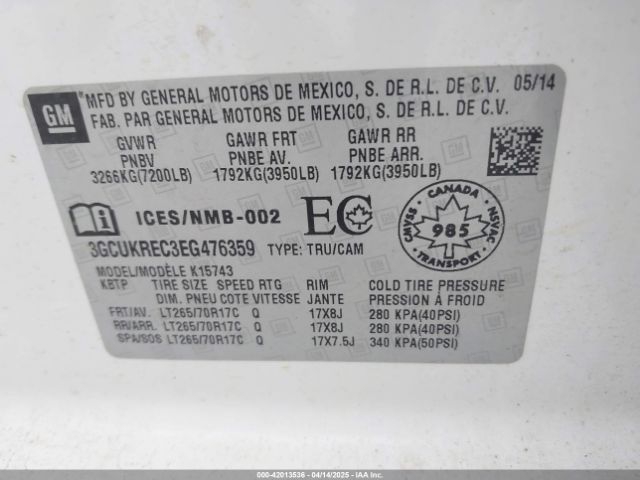 GM
*MFD BY GENERAL MOTORS DE MEXICO, S. DE R.L. DE C.V. 05/14
FAB. PAR GENERAL MOTORS DE MEXICO, S. DE R.L. DE C.V.
GVWR GAWR FRT GAWR RR
PNBV PNBE AV. PNBE ARR.
3266KG(7200LB) 1792KG(3950LB) 1792KG(3950LB)
ICES/NMB-002 EC
CANADA
CMVSS NSVAC
985
3GCUKREC3EG476359 TYPE: TRU/CAM
MODEL/MODÈLE K15743
KBTP TIRE SIZE SPEED RTG RIM COLD TIRE PRESSURE
DIM. PNEU COTE VITESSE JANTE PRESSION À FROID
FRT/AV. LT265/70R17C Q 17X8J 280 KPA(40PSI)
RR/ARR. LT265/70R17C Q 17X8J 280 KPA(40PSI)
SPA/SOS LT265/70R17C Q 17X7.5J 340 KPA(50PSI)
000-42013536 - 04/14/2025 - IAAI.COM